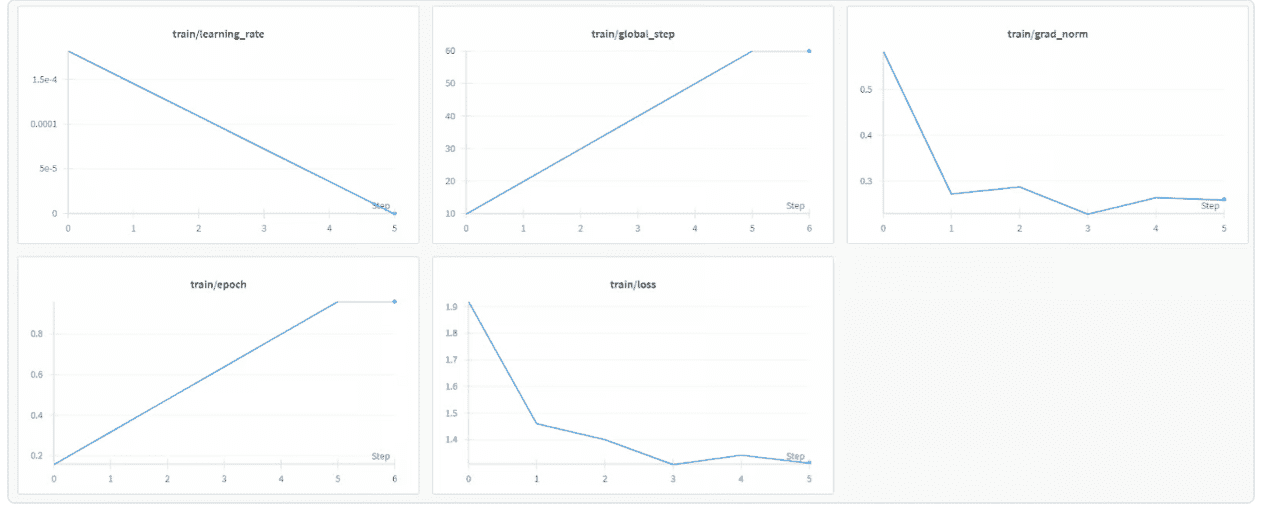 train/learning_rate
1.5e-4
0.0001
5e-5
0
Step
0 1 2 3 4 5
train/global_step
60
50
40
30
20
10
Step
0 1 2 3 4 5 6
train/grad_norm
0.5
0.4
0.3
Step
0 1 2 3 4 5
train/epoch
0.8
0.6
0.4
0.2
Step
0 1 2 3 4 5 6
train/loss
1.9
1.8
1.7
1.6
1.5
1.4
Step
0 1 2 3 4 5